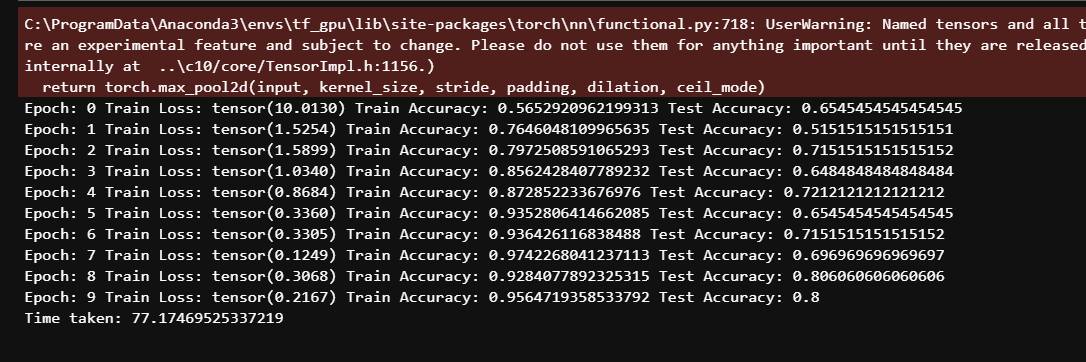 C:\ProgramData\Anaconda3\envs\tf_gpu\lib\site-packages\torch\nn\functional.py:718: UserWarning: Named tensors and all t
re an experimental feature and subject to change. Please do not use them for anything important until they are released
internally at  ..\c10/core/TensorImpl.h:1156.)
  return torch.max_pool2d(input, kernel_size, stride, padding, dilation, ceil_mode)
Epoch: 0 Train Loss: tensor(10.0130) Train Accuracy: 0.5652920962199313 Test Accuracy: 0.6545454545454545
Epoch: 1 Train Loss: tensor(1.5254) Train Accuracy: 0.7646048109965635 Test Accuracy: 0.5151515151515151
Epoch: 2 Train Loss: tensor(1.5899) Train Accuracy: 0.7972508591065293 Test Accuracy: 0.7151515151515152
Epoch: 3 Train Loss: tensor(1.0340) Train Accuracy: 0.8562428407789232 Test Accuracy: 0.6484848484848484
Epoch: 4 Train Loss: tensor(0.8684) Train Accuracy: 0.872852233676976 Test Accuracy: 0.7212121212121212
Epoch: 5 Train Loss: tensor(0.3360) Train Accuracy: 0.9352806414662085 Test Accuracy: 0.6545454545454545
Epoch: 6 Train Loss: tensor(0.3305) Train Accuracy: 0.936426116838488 Test Accuracy: 0.7151515151515152
Epoch: 7 Train Loss: tensor(0.1249) Train Accuracy: 0.9742268041237113 Test Accuracy: 0.696969696969697
Epoch: 8 Train Loss: tensor(0.3068) Train Accuracy: 0.9284077892325315 Test Accuracy: 0.806060606060606
Epoch: 9 Train Loss: tensor(0.2167) Train Accuracy: 0.9564719358533792 Test Accuracy: 0.8
Time taken: 77.17469525337219